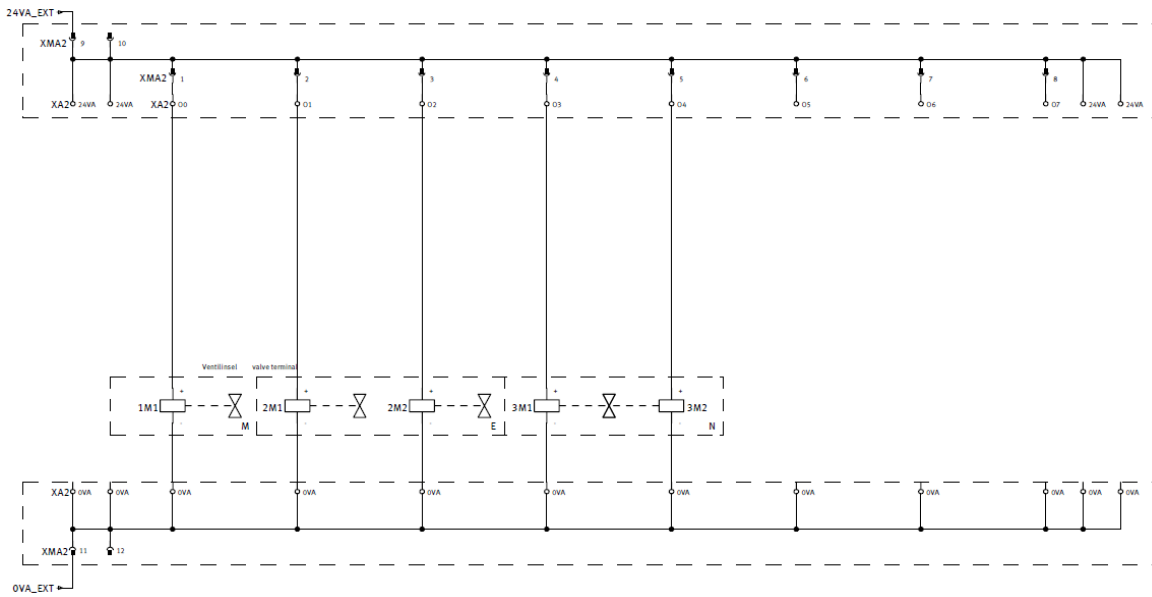 24VA_EXT
XMA2 9 10
XMA2 1 2 3 4 5 6 7 8
XA2 24VA 24VA XA2 O0 O1 O2 O3 O4 O5 O6 O7 24VA 24VA
Ventilinsel valve terminal
+ + + + +
1M1 2M1 2M2 3M1 3M2
- - - - -
M E N
XA2 0VA 0VA 0VA 0VA 0VA 0VA 0VA 0VA 0VA 0VA 0VA 0VA
XMA2 11 12
0VA_EXT